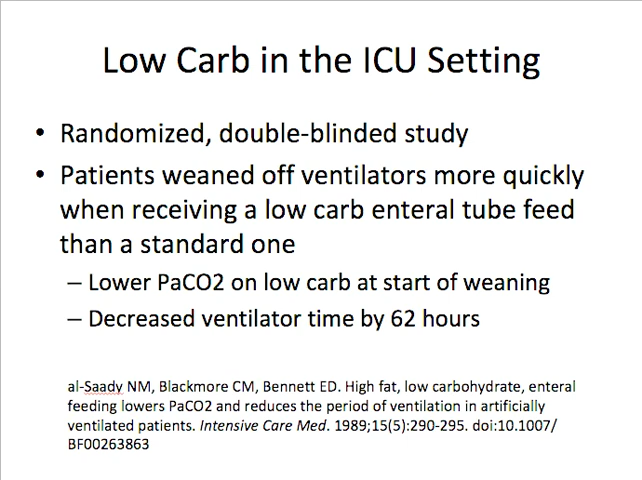 Low Carb in the ICU Setting
• Randomized, double-blinded study
• Patients weaned off ventilators more quickly
when receiving a low carb enteral tube feed
than a standard one
– Lower PaCO2 on low carb at start of weaning
– Decreased ventilator time by 62 hours
al-Saady NM, Blackmore CM, Bennett ED. High fat, low carbohydrate, enteral
feeding lowers PaCO2 and reduces the period of ventilation in artificially
ventilated patients. Intensive Care Med. 1989;15(5):290-295. doi:10.1007/
BF00263863